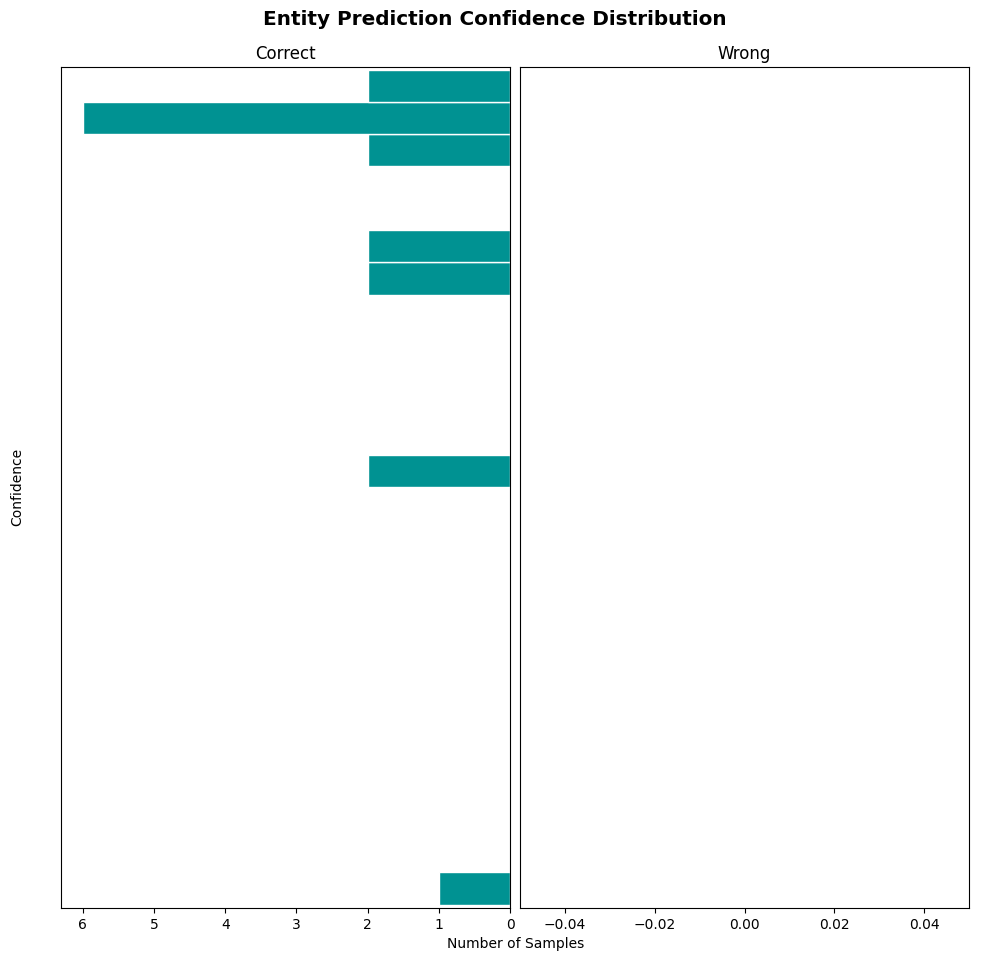 Entity Prediction Confidence Distribution
Correct
Wrong
Confidence
6 5 4 3 2 1 0
−0.04 −0.02 0.00 0.02 0.04
Number of Samples